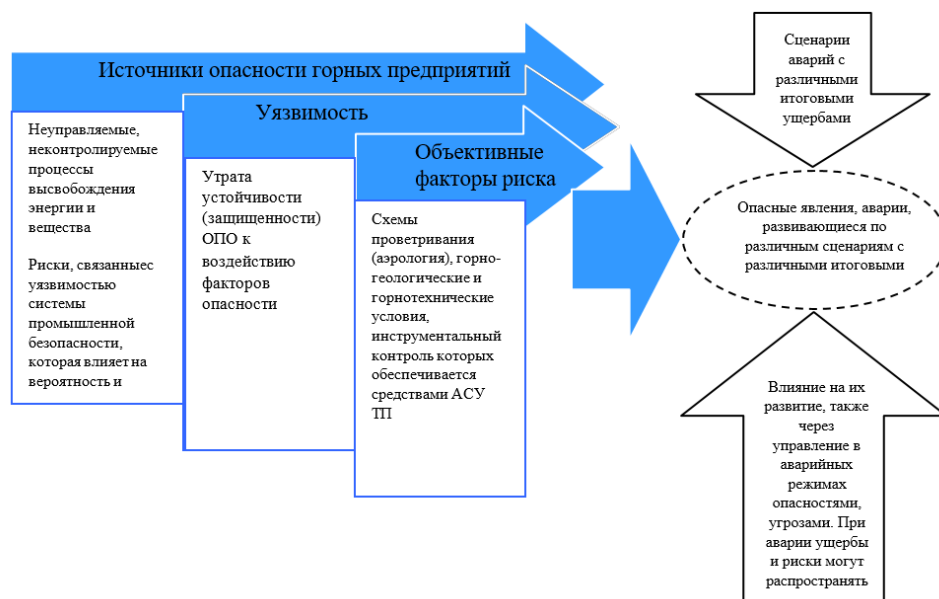 Источники опасности горных предприятий
Неуправляемые,
неконтролируемые
процессы
высвобождения
энергии и
вещества
Риски, связанныес
уязвимостью
системы
промышленной
безопасности,
которая влияет на
вероятность и
Уязвимость
Утрата
устойчивости
(защищенности)
ОПО к
воздействию
факторов
опасности
Объективные
факторы риска
Схемы
проветривания
(аэрология), горно-
геологические и
горнотехнические
условия,
инструментальный
контроль которых
обеспечивается
средствами АСУ
ТП
Сценарии
аварий с
различными
итоговыми
ущербами
Опасные явления, аварии,
развивающиеся по
различным сценариям с
различными итоговыми
Влияние на их
развитие, также
через
управление в
аварийных
режимах
опасностями,
угрозами. При
аварии ущербы
и риски могут
распространять